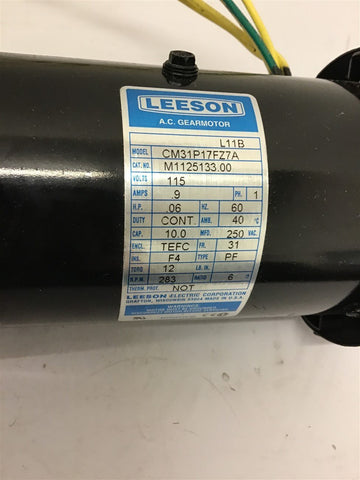 LEESON
A.C. GEARMOTOR
L11B
MODEL CM31P17FZ7A
CAT. NO. M1125133.00
VOLTS 115
AMPS .9 PH. 1
H.P. .06 HZ. 60
DUTY CONT. AMB. 40 °C
CAP. 10.0 MFD. 250 VAC.
ENCL. TEFC FR. 31
INS. F4 TYPE PF
TORQ 12 LB. IN.
R.P.M. 283 RATIO 6
THERM. PROT. NOT
LEESON ELECTRIC CORPORATION
GRAFTON, WISCONSIN 53024 MADE IN U.S.A.
WARNINGS